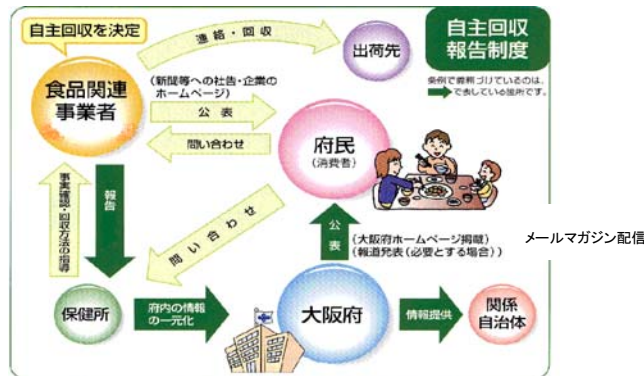 自主回収を決定
食品関連
事業者
連絡・回収
出荷先
自主回収
報告制度
条例で義務づけているのは、
で表している箇所です。
(新聞等への社告・企業の
ホームページ)
公表
問い合わせ
府民
(消費者)
事実確認・回収方法の指導
報告
問い合わせ
公表
(大阪府ホームページ掲載)
(報道発表(必要とする場合))
メールマガジン配信
保健所
府内の情報
の一元化
大阪府
情報提供
関係
自治体